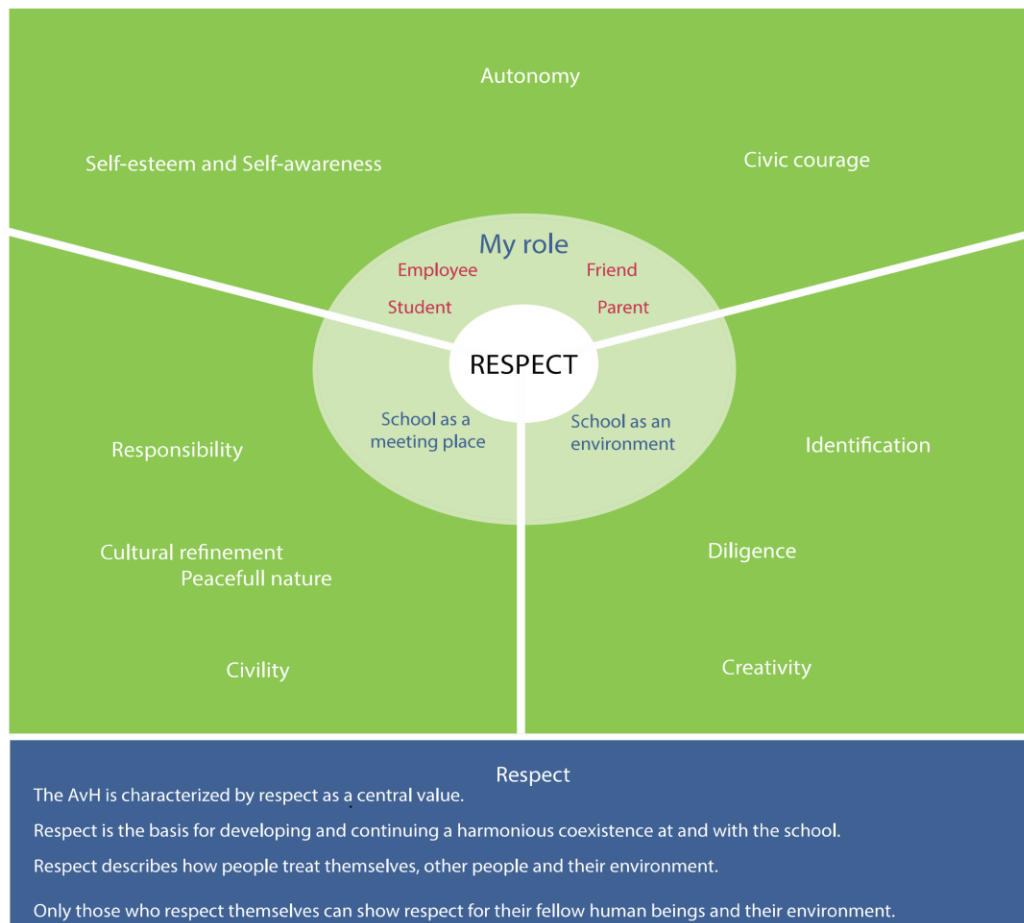 Autonomy
Self-esteem and Self-awareness
Civic courage
My role
Employee
Friend
Student
Parent
RESPECT
School as a
meeting place
School as an
environment
Responsibility
Identification
Cultural refinement
Peacefull nature
Diligence
Civility
Creativity
Respect
The AvH is characterized by respect as a central value.
Respect is the basis for developing and continuing a harmonious coexistence at and with the school.
Respect describes how people treat themselves, other people and their environment.
Only those who respect themselves can show respect for their fellow human beings and their environment.